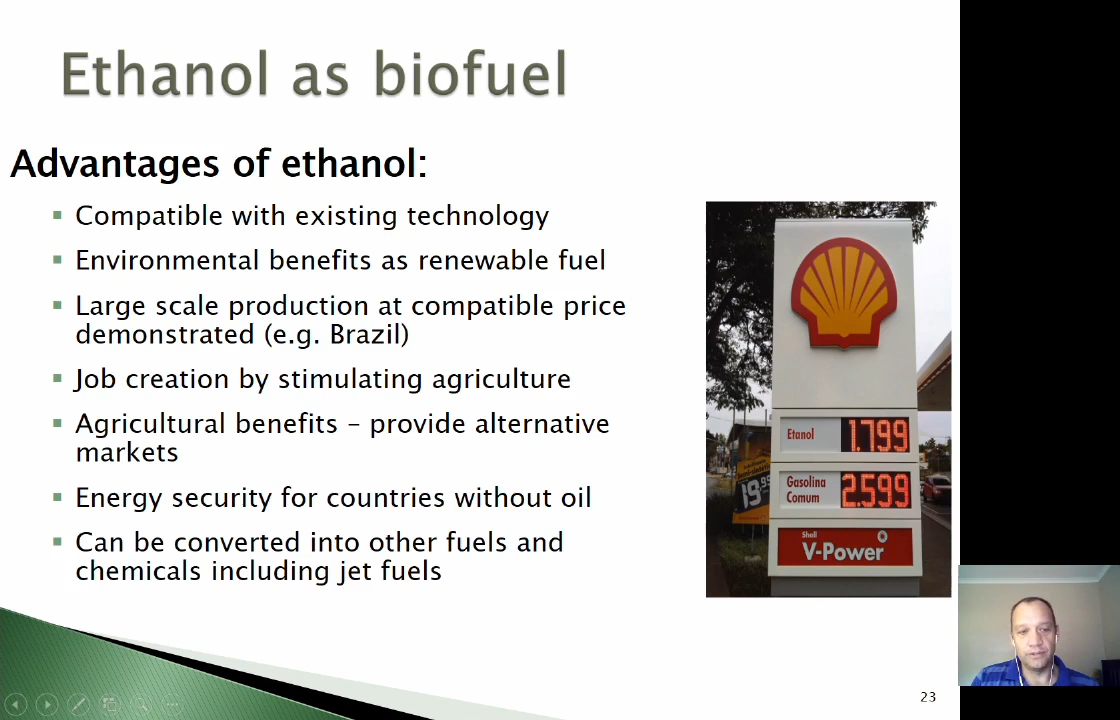 Ethanol as biofuel
Advantages of ethanol:
Compatible with existing technology
Environmental benefits as renewable fuel
Large scale production at compatible price
demonstrated (e.g. Brazil)
Job creation by stimulating agriculture
Agricultural benefits – provide alternative
markets
Energy security for countries without oil
Can be converted into other fuels and
chemicals including jet fuels
Etanol 1.799
Gasolina
Comum 2.599
Shell
V-Power
19.99
23